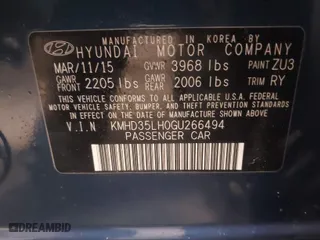 MANUFACTURED IN KOREA BY
HYUNDAI MOTOR COMPANY
MAR/11/15 GVWR 3968 lbs PAINT ZU3
GAWR FRONT 2205 lbs GAWR REAR 2006 lbs TRIM RY
THIS VEHICLE CONFORMS TO ALL APPLICABLE
U.S.A. FEDERAL MOTOR VEHICLE SAFETY, BUMPER, AND
THEFT PREVENTION STANDARDS IN EFFECT ON THE DATE OF
MANUFACTURE SHOWN ABOVE.
V.I.N KMHD35LH0GU266494
PASSENGER CAR